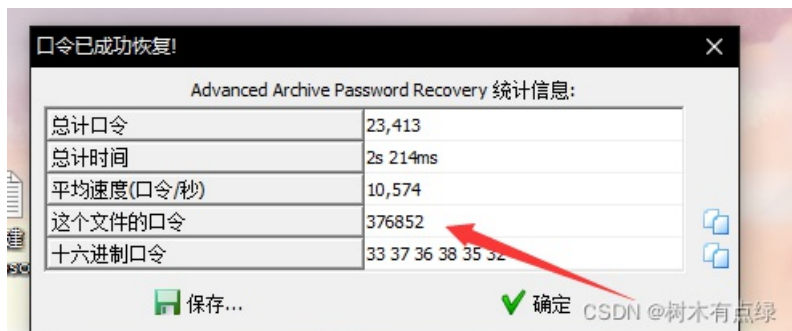 口令已成功恢复!
Advanced Archive Password Recovery 统计信息:
总计口令 23,413
总计时间 2s 214ms
平均速度(口令/秒) 10,574
这个文件的口令 376852
十六进制口令 33 37 36 38 35 32
保存... 确定
CSDN @树木有点绿